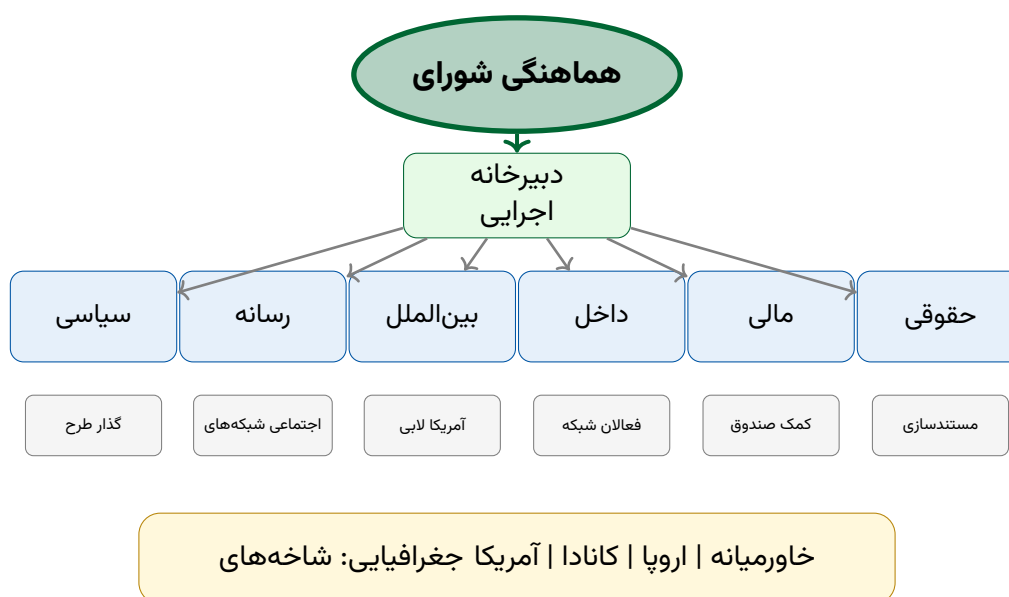 هماهنگی شورای
دبیرخانه
اجرایی
حقوقی
مالی
داخل
بین‌الملل
رسانه
سیاسی
مستندسازی
کمک صندوق
فعالان شبکه
آمریکا لابی
اجتماعی شبکه‌های
گذار طرح
خاورمیانه | اروپا | کانادا | آمریکا جغرافیایی: شاخه‌های